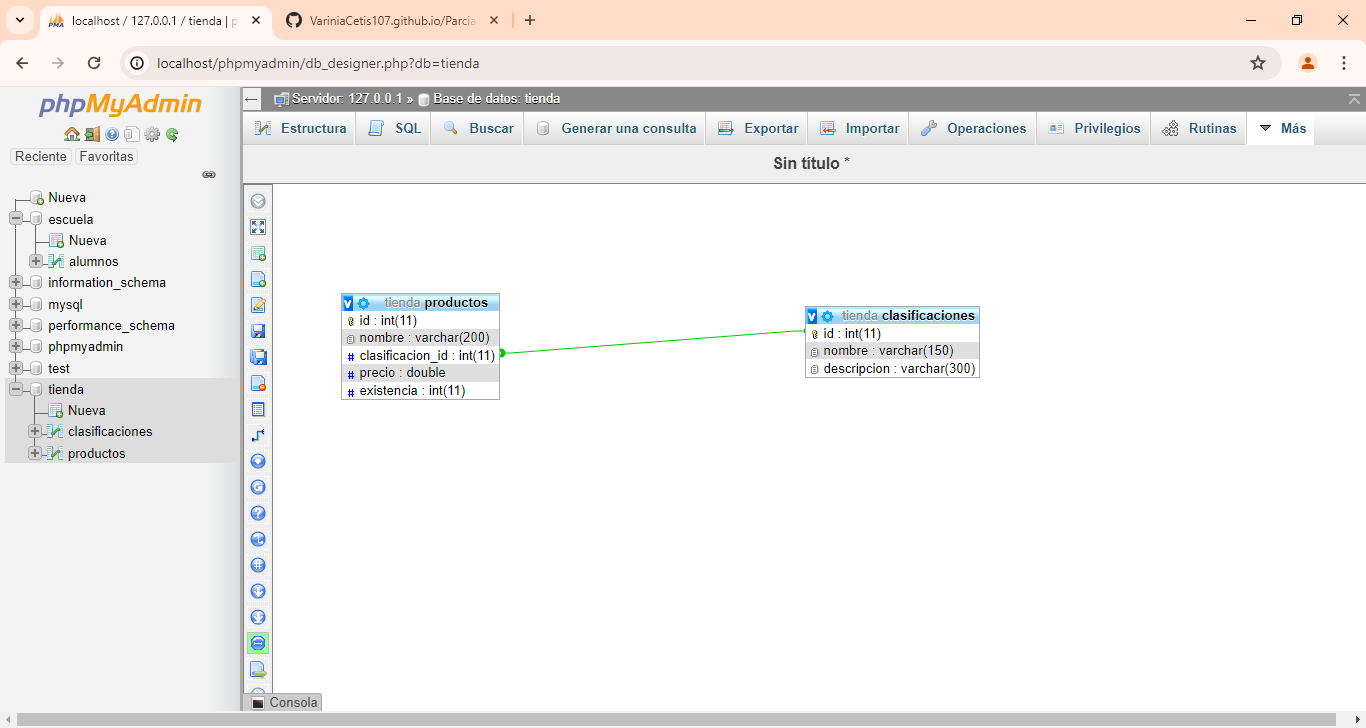 localhost / 127.0.0.1 / tienda | p
VariniaCetis107.github.io/Parcia
localhost/phpmyadmin/db_designer.php?db=tienda
phpMyAdmin
Reciente Favoritas
Nueva
escuela
Nueva
alumnos
information_schema
mysql
performance_schema
phpmyadmin
test
tienda
Nueva
clasificaciones
productos
Servidor: 127.0.0.1 » Base de datos: tienda
Estructura SQL Buscar Generar una consulta Exportar Importar Operaciones Privilegios Rutinas Más
Sin título *
tienda productos
id : int(11)
nombre : varchar(200)
clasificacion_id : int(11)
precio : double
existencia : int(11)
tienda clasificaciones
id : int(11)
nombre : varchar(150)
descripcion : varchar(300)
Consola